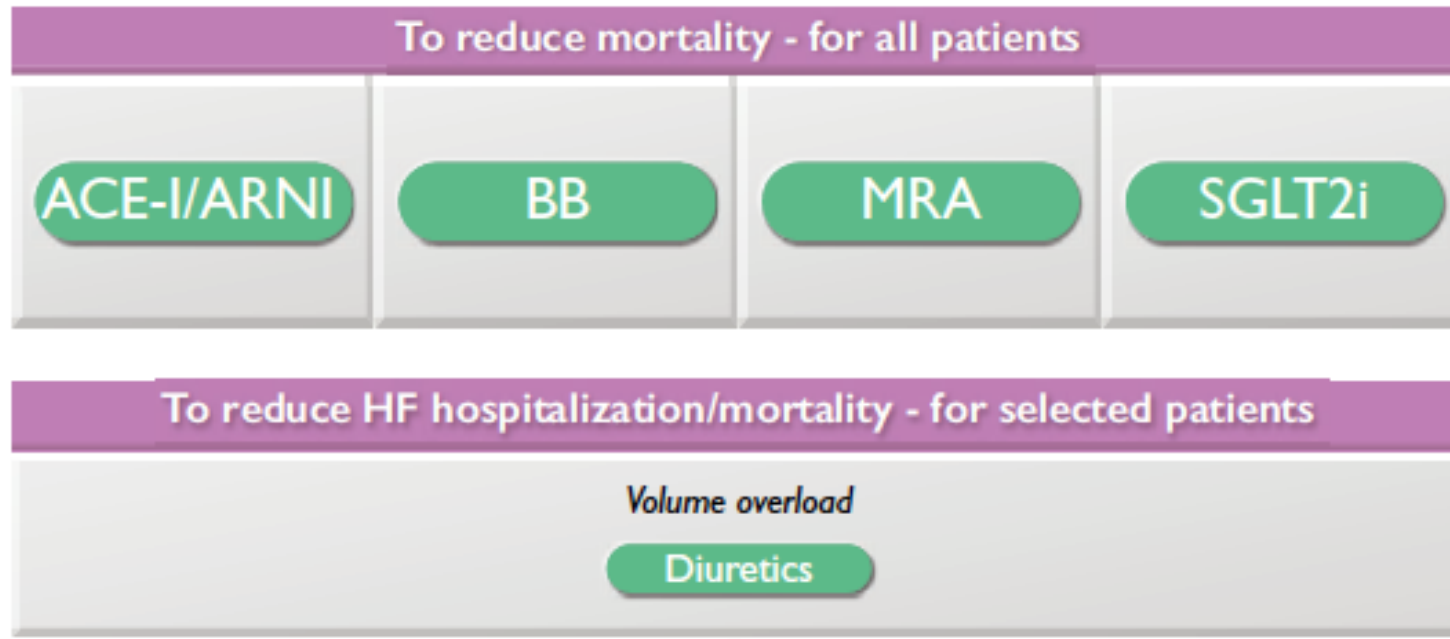 To reduce mortality - for all patients
ACE-I/ARNI BB MRA SGLT2i
To reduce HF hospitalization/mortality - for selected patients
Volume overload
Diuretics